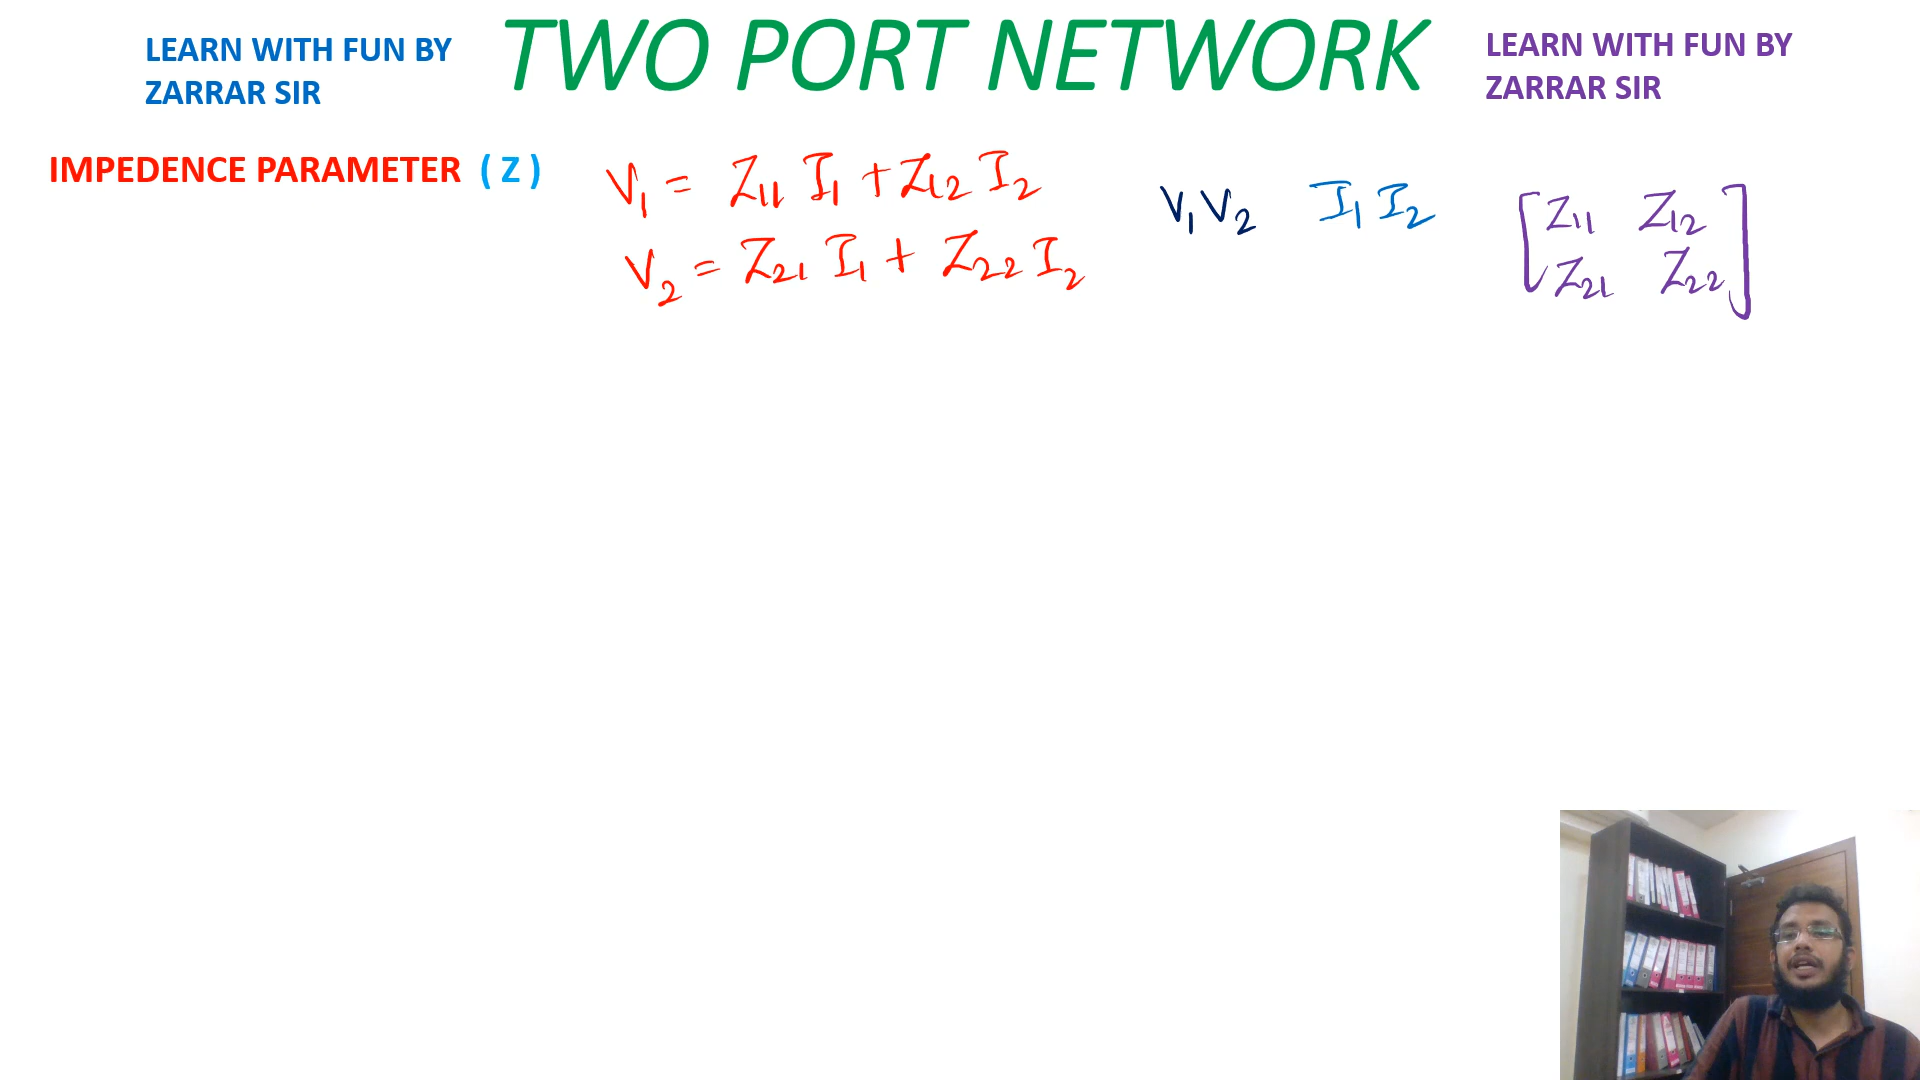 LEARN WITH FUN BY
ZARRAR SIR
TWO PORT NETWORK
LEARN WITH FUN BY
ZARRAR SIR
IMPEDENCE PARAMETER ( Z )
V₁ = Z₁₁ I₁ + Z₁₂ I₂
V₂ = Z₂₁ I₁ + Z₂₂ I₂
V₁ V₂ I₁ I₂
[Z₁₁ Z₁₂
Z₂₁ Z₂₂]